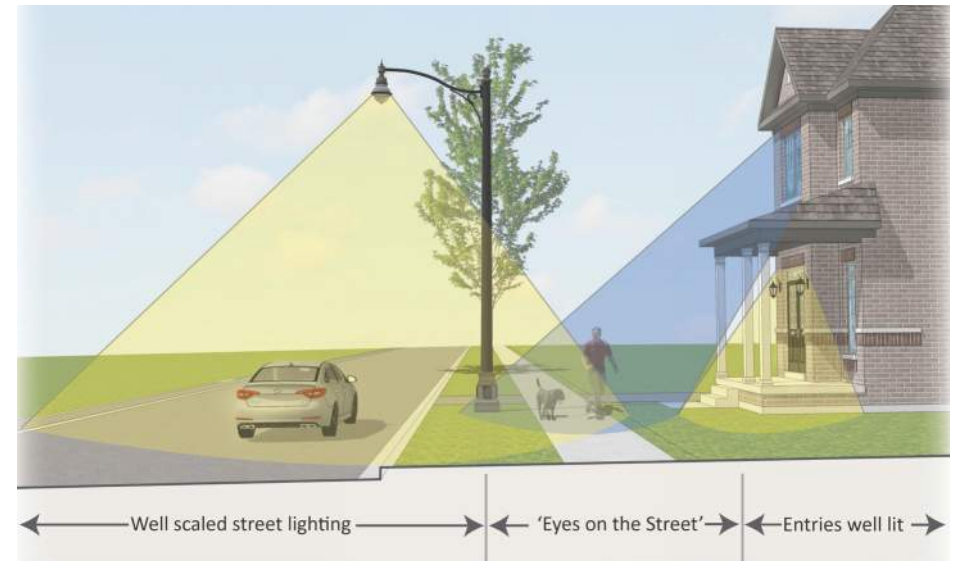 Well scaled street lighting
‘Eyes on the Street’
Entries well lit